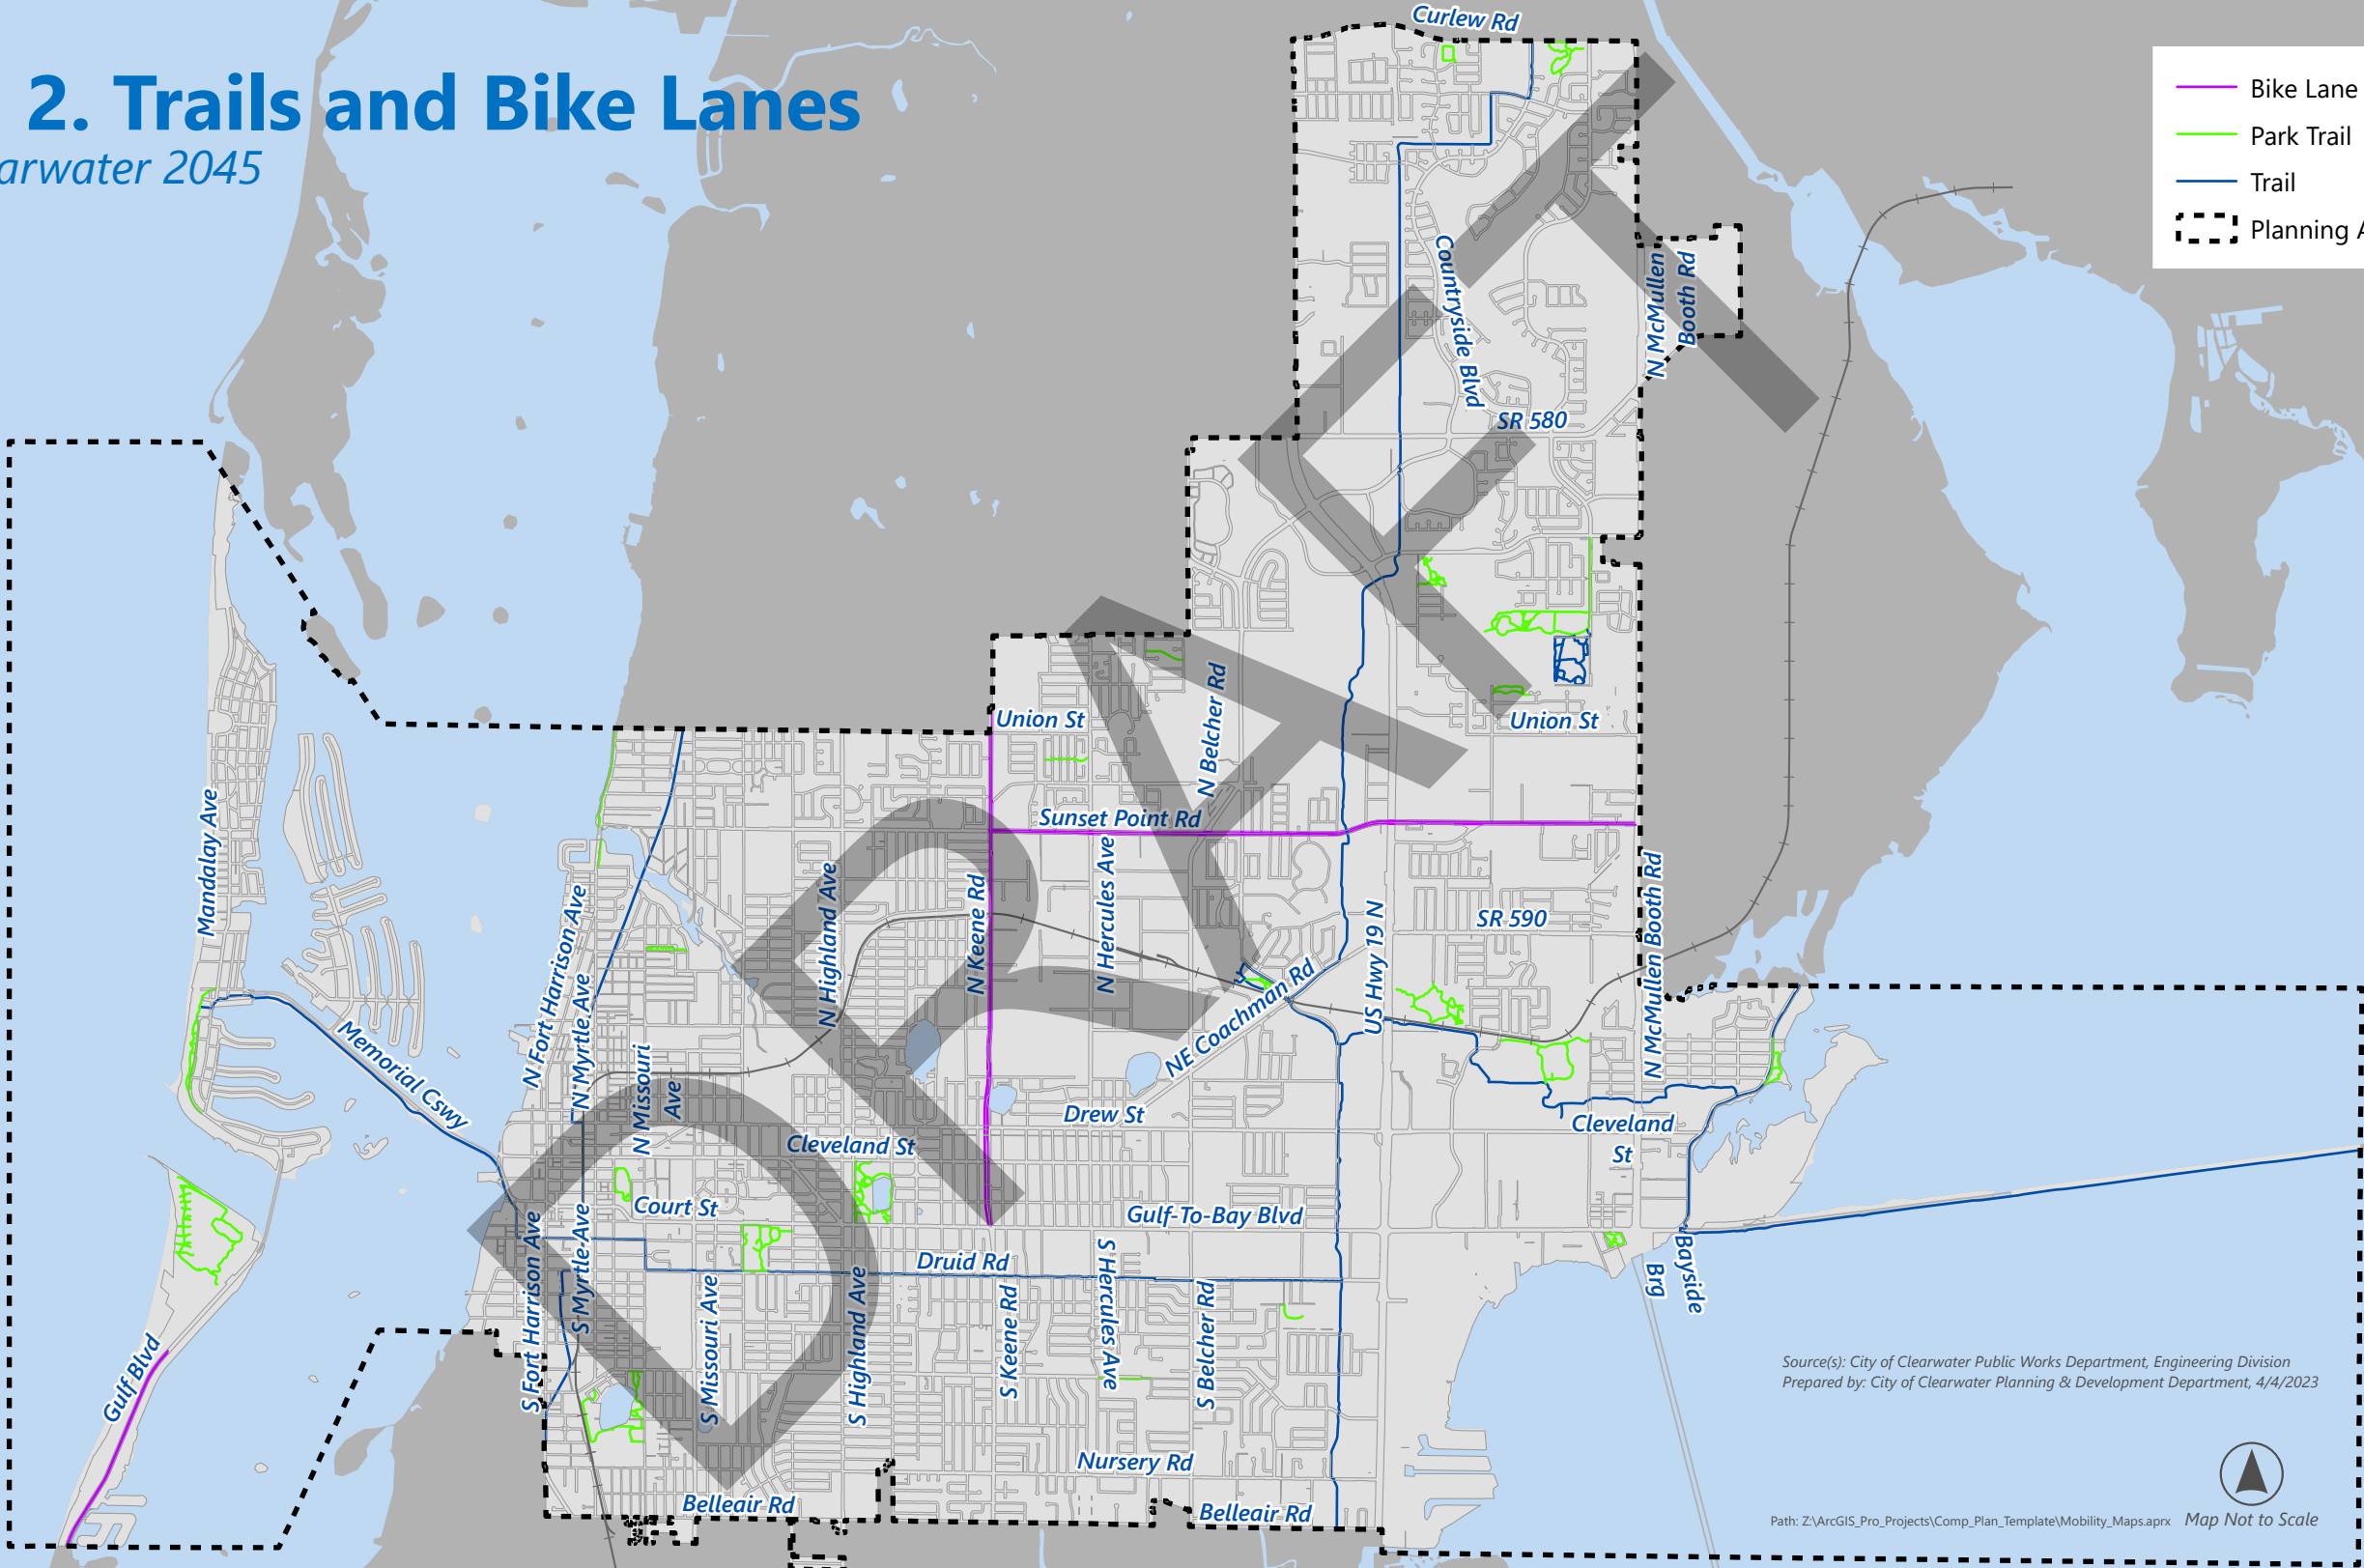 2. Trails and Bike Lanes
arwater 2045
Curlew Rd
Bike Lane
Park Trail
Trail
Planning A
Countryside Blvd
N McMullen
Booth Rd
SR 580
Union St
N Belcher Rd
Union St
Mandalay Ave
Sunset Point Rd
N Hercules Ave
N Highland Ave
N Keene Rd
N Fort Harrison Ave
N Myrtle Ave
SR 590
US Hwy 19 N
N McMullen Booth Rd
NE Coachman Rd
Memorial Cswy
N Missouri
Ave
Drew St
Cleveland St
Cleveland
St
Court St
Gulf-To-Bay Blvd
Druid Rd
S Fort Harrison Ave
S Myrtle Ave
S Missouri Ave
S Highland Ave
S Keene Rd
S Hercules Ave
S Belcher Rd
Bayside
Brg
Gulf Blvd
Nursery Rd
Belleair Rd
Belleair Rd
DRAFT
Source(s): City of Clearwater Public Works Department, Engineering Division
Prepared by: City of Clearwater Planning & Development Department, 4/4/2023
Path: Z:\ArcGIS_Pro_Projects\Comp_Plan_Template\Mobility_Maps.aprx
Map Not to Scale